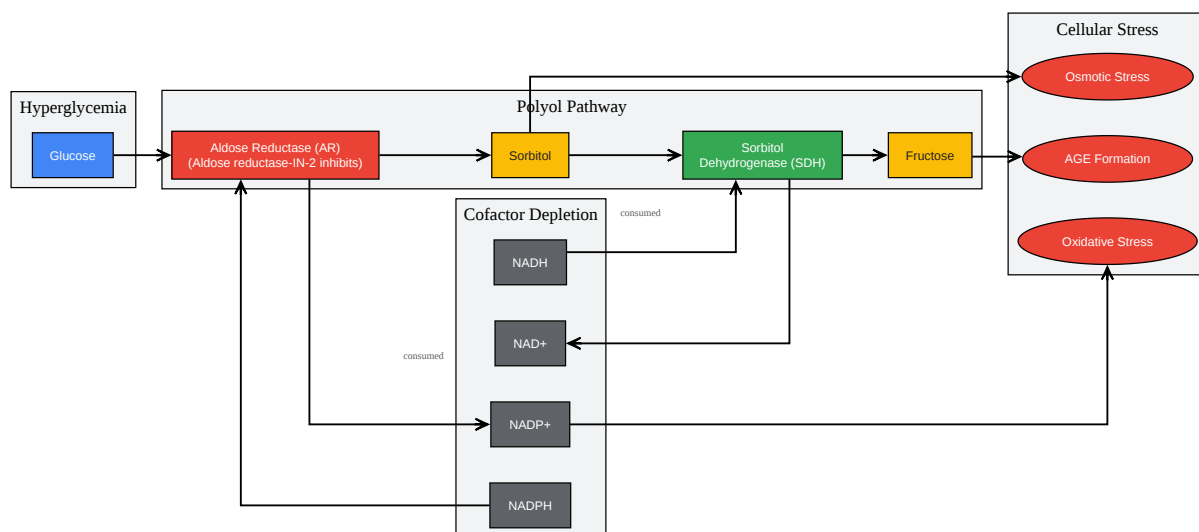 Cellular Stress
Osmotic Stress
Hyperglycemia
Polyol Pathway
Glucose
Aldose Reductase (AR)
(Aldose reductase-IN-2 inhibits)
Sorbitol
Sorbitol
Dehydrogenase (SDH)
Fructose
AGE Formation
Cofactor Depletion
consumed
Oxidative Stress
NADH
NAD+
consumed
NADP+
NADPH